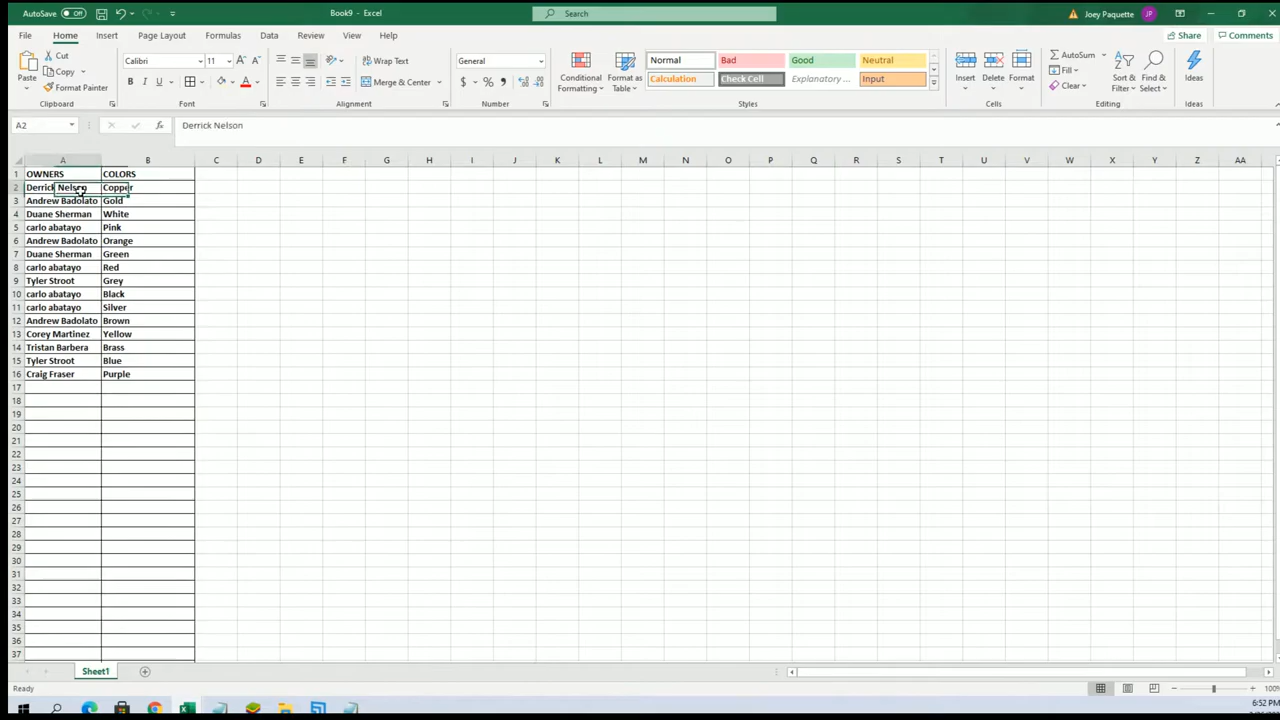 AutoSave Off Book9 - Excel Search Joey Paquette JP
File Home Insert Page Layout Formulas Data Review View Help Share Comments
Paste Cut Copy Format Painter Clipboard
Calibri 11 A A B I U A Font
ab Wrap Text Merge & Center Alignment
General $ % Number
Conditional Formatting Format as Table
Normal Bad Good Neutral
Calculation Check Cell Explanatory ... Input
Styles
Insert Delete Format Cells
AutoSum Fill Clear Sort & Filter Find & Select Editing
Ideas Ideas
A2 fx Derrick Nelson
A B C D E F G H I J K L M N O P Q R S T U V W X Y Z AA
1 OWNERS COLORS
2 Derrick Nelson Copper
3 Andrew Badolato Gold
4 Duane Sherman White
5 carlo abatayo Pink
6 Andrew Badolato Orange
7 Duane Sherman Green
8 carlo abatayo Red
9 Tyler Stroot Grey
10 carlo abatayo Black
11 carlo abatayo Silver
12 Andrew Badolato Brown
13 Corey Martinez Yellow
14 Tristan Barbera Brass
15 Tyler Stroot Blue
16 Craig Fraser Purple
17
18
19
20
21
22
23
24
25
26
27
28
29
30
31
32
33
34
35
36
37
Sheet1
Ready 100%
6:52 PM